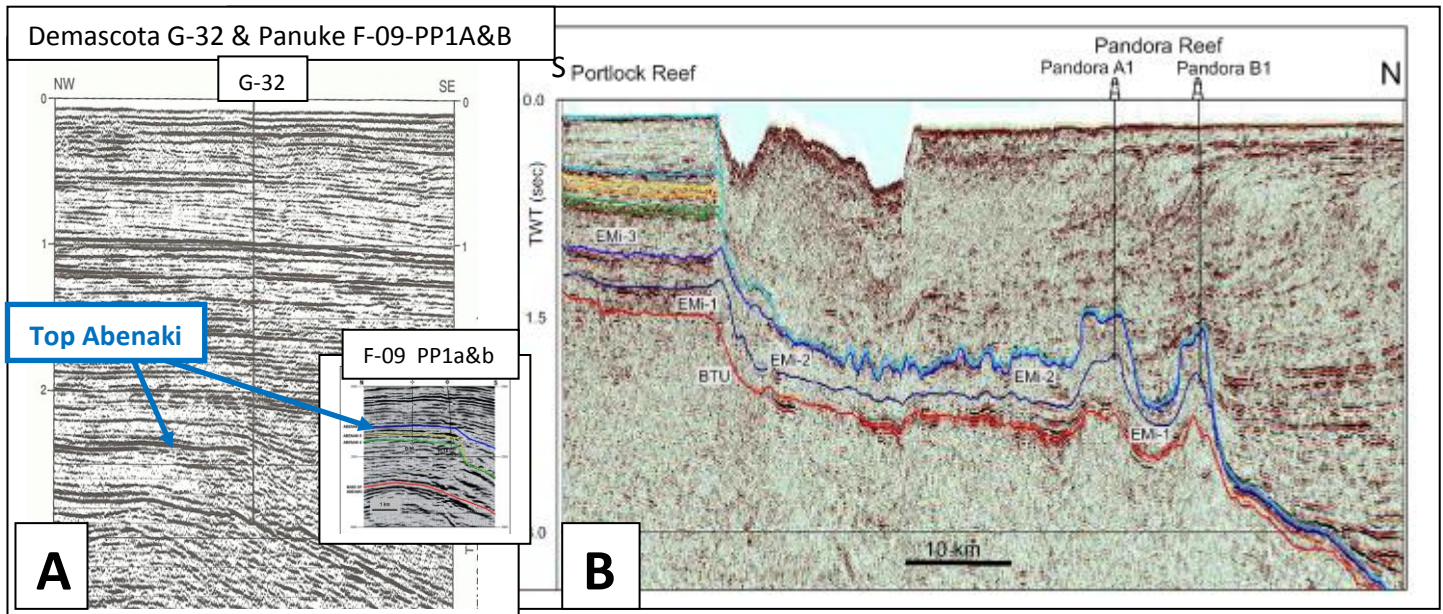 Demascota G-32 & Panuke F-09-PP1A&B
NW
G-32
SE
0
0
1
1
Top Abenaki
2
F-09 PP1a&b
1 km
A
S
Portlock Reef
Pandora Reef
Pandora A1
Pandora B1
N
0.0
TWT (sec)
EMi-3
EMi-1
1.5
EMi-2
BTU
EMi-2
EMi-1
10 km
B